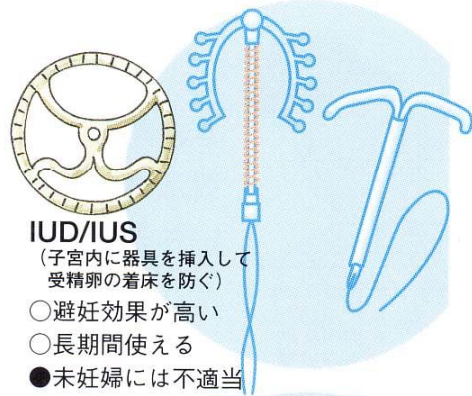 IUD/IUS
(子宮内に器具を挿入して
受精卵の着床を防ぐ)
○避妊効果が高い
○長期間使える
●未妊婦には不適当